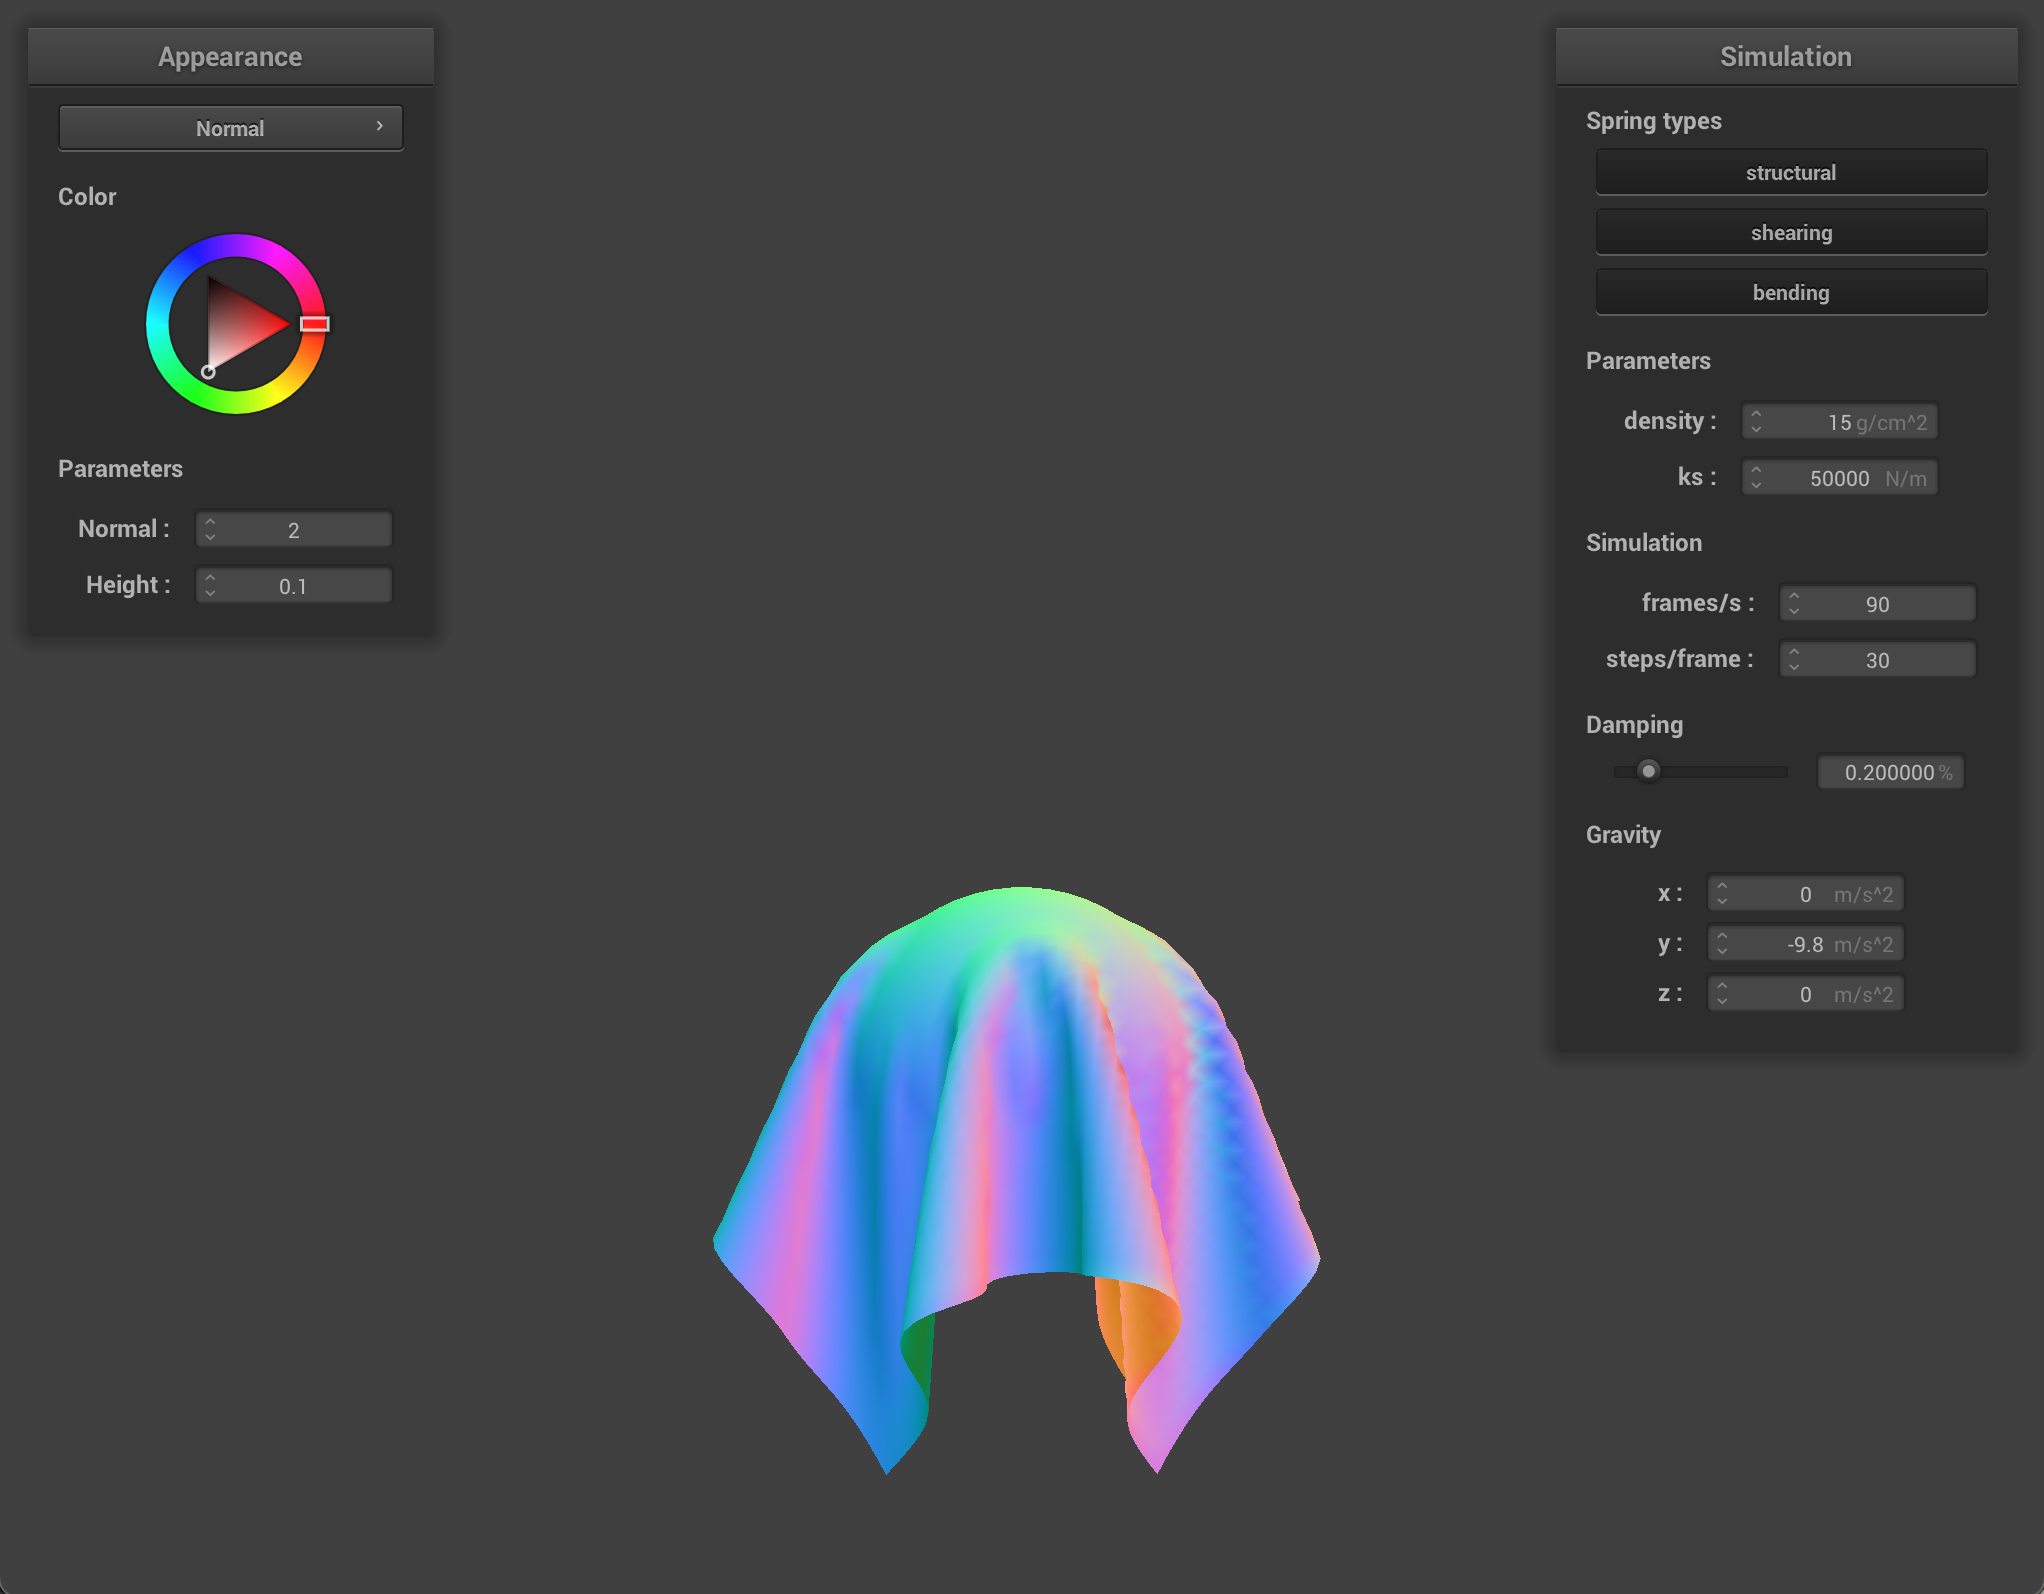 Appearance
Normal
Color
Parameters
Normal : 2
Height : 0.1
Simulation
Spring types
structural
shearing
bending
Parameters
density : 15 g/cm^2
ks : 50000 N/m
Simulation
frames/s : 90
steps/frame : 30
Damping
0.200000 %
Gravity
x : 0 m/s^2
y : -9.8 m/s^2
z : 0 m/s^2